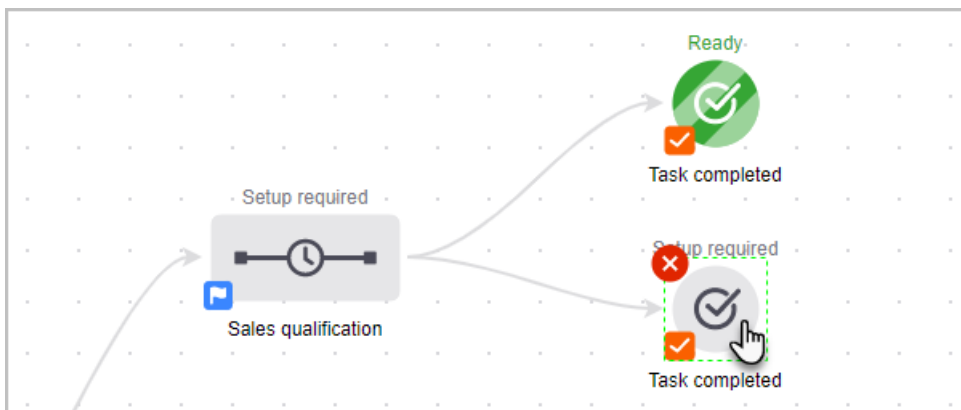 Ready
Task completed
Setup required
Sales qualification
Setup required
Task completed